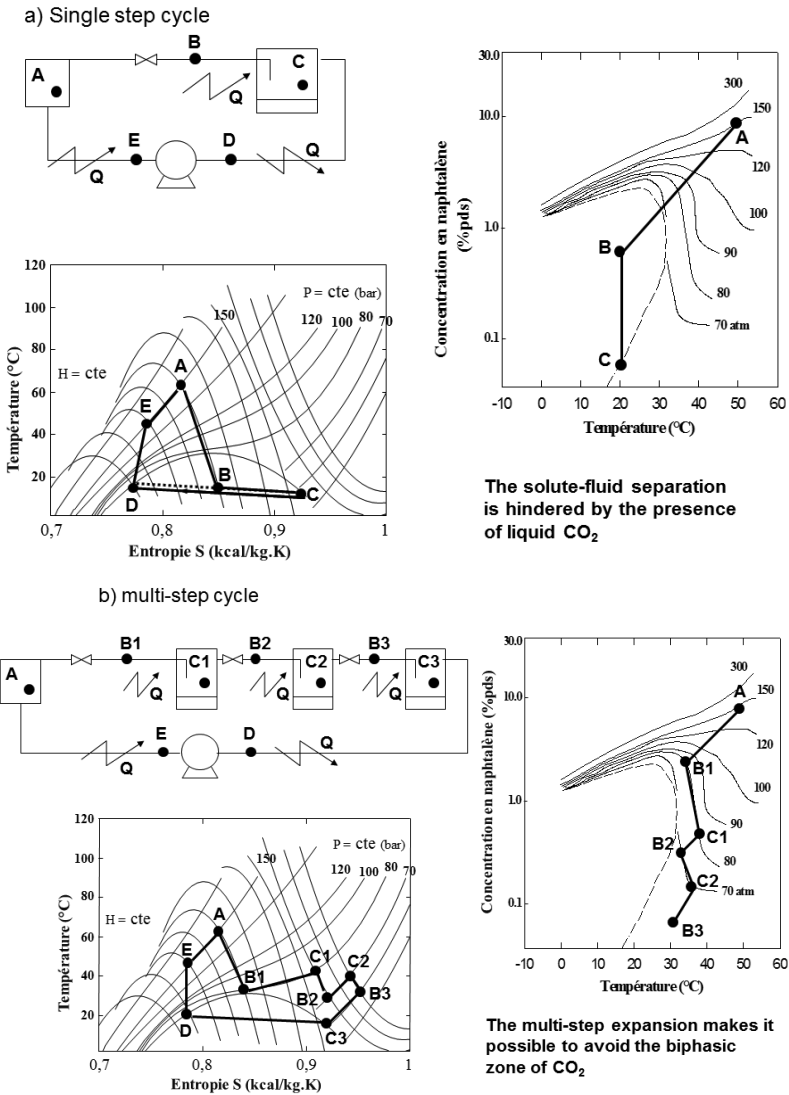 a) Single step cycle
B
A
C
Q
E
D
Q
Q
30.0
10.0
1.0
0.1
Concentration en naphtalène
(%pds)
300
150
A
120
100
90
80
70 atm
B
C
-10 0 10 20 30 40 50 60
Température (°C)
120
100
80
60
40
20
Température (°C)
P = cte (bar)
150
120 100 80 70
H = cte
A
E
B
C
D
0,7 0,8 0,9 1
Entropie S (kcal/kg.K)
The solute-fluid separation
is hindered by the presence
of liquid CO2
b) multi-step cycle
B1
B2
B3
A
C1
C2
C3
Q
Q
Q
E
D
Q
Q
30.0
10.0
1.0
0.1
Concentration en naphtalène (%pds)
300
A
150
120
B1
100
90
C1
B2
80
C2
70 atm
B3
-10 0 10 20 30 40 50 60
Température (°C)
120
100
80
60
40
20
Température (°C)
P = cte (bar)
150
120 100 80 70
H = cte
A
E
C1
C2
B1
B2
B3
D
C3
0,7 0,8 0,9 1
Entropie S (kcal/kg.K)
The multi-step expansion makes it
possible to avoid the biphasic
zone of CO2